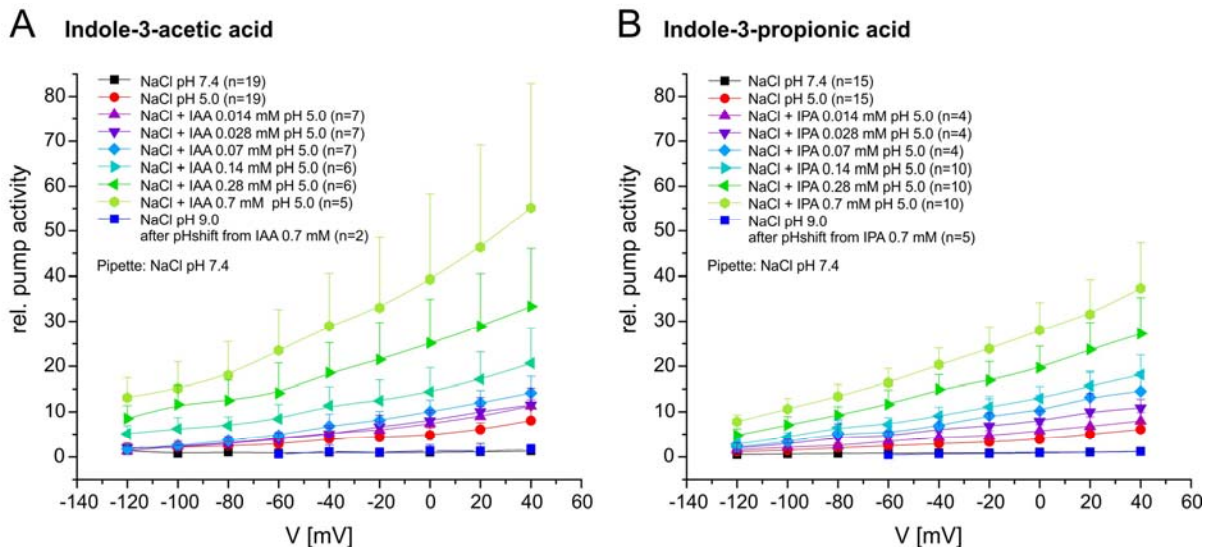 A Indole-3-acetic acid
NaCl pH 7.4 (n=19)
NaCl pH 5.0 (n=19)
NaCl + IAA 0.014 mM pH 5.0 (n=7)
NaCl + IAA 0.028 mM pH 5.0 (n=7)
NaCl + IAA 0.07 mM pH 5.0 (n=7)
NaCl + IAA 0.14 mM pH 5.0 (n=6)
NaCl + IAA 0.28 mM pH 5.0 (n=6)
NaCl + IAA 0.7 mM pH 5.0 (n=5)
NaCl pH 9.0
after pHshift from IAA 0.7 mM (n=2)
Pipette: NaCl pH 7.4
rel. pump activity
80
70
60
50
40
30
20
10
0
-140 -120 -100 -80 -60 -40 -20 0 20 40 60
V [mV]
B Indole-3-propionic acid
NaCl pH 7.4 (n=15)
NaCl pH 5.0 (n=15)
NaCl + IPA 0.014 mM pH 5.0 (n=4)
NaCl + IPA 0.028 mM pH 5.0 (n=4)
NaCl + IPA 0.07 mM pH 5.0 (n=4)
NaCl + IPA 0.14 mM pH 5.0 (n=10)
NaCl + IPA 0.28 mM pH 5.0 (n=10)
NaCl + IPA 0.7 mM pH 5.0 (n=10)
NaCl pH 9.0
after pHshift from IPA 0.7 mM (n=5)
Pipette: NaCl pH 7.4
rel. pump activity
80
70
60
50
40
30
20
10
0
-140 -120 -100 -80 -60 -40 -20 0 20 40 60
V [mV]